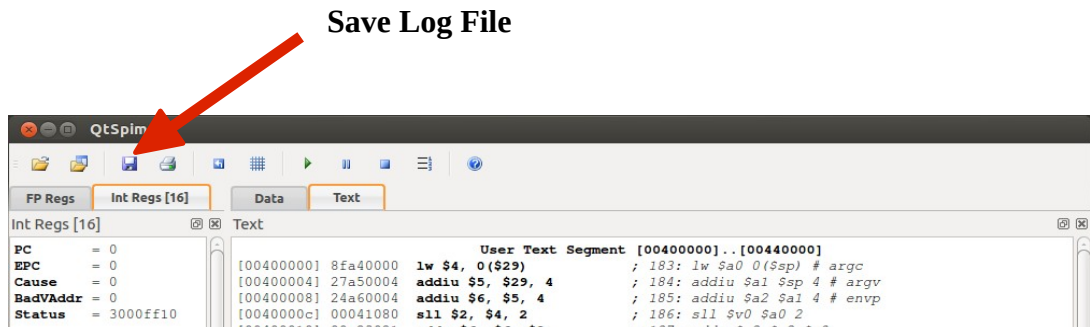 Save Log File
QtSpim
FP Regs Int Regs [16] Data Text
Int Regs [16] Text
User Text Segment [00400000]..[00440000]
PC = 0
EPC = 0 [00400000] 8fa40000 lw $4, 0($29) ; 183: lw $a0 0($sp) # argc
Cause = 0 [00400004] 27a50004 addiu $5, $29, 4 ; 184: addiu $a1 $sp 4 # argv
BadVAddr = 0 [00400008] 24a60004 addiu $6, $5, 4 ; 185: addiu $a2 $a1 4 # envp
Status = 3000ff10 [0040000c] 00041080 sll $2, $4, 2 ; 186: sll $v0 $a0 2